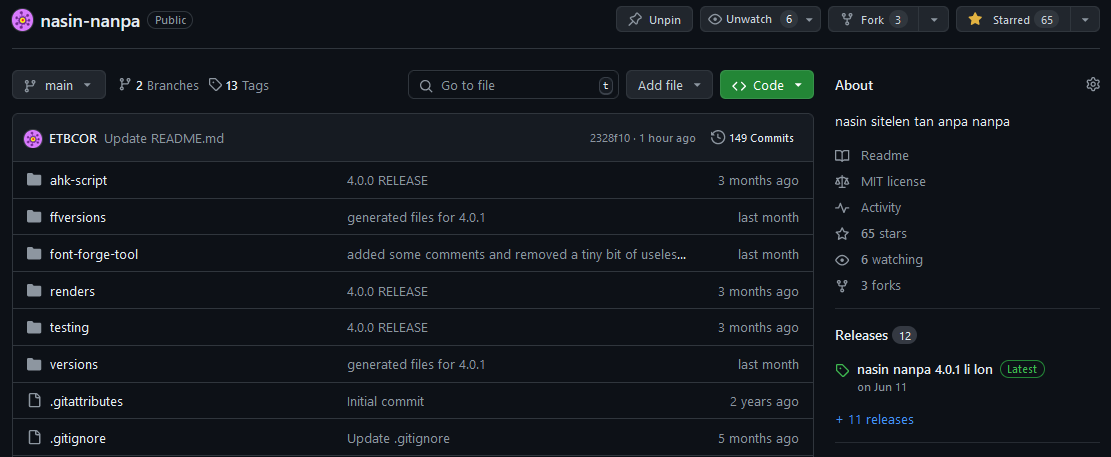 nasin-nanpa Public Unpin Unwatch 6 Fork 3 Starred 65
main 2 Branches 13 Tags Go to file t Add file Code
ETBCOR Update README.md 2328f10 · 1 hour ago 149 Commits
ahk-script 4.0.0 RELEASE 3 months ago
ffversions generated files for 4.0.1 last month
font-forge-tool added some comments and removed a tiny bit of useles... last month
renders 4.0.0 RELEASE 3 months ago
testing 4.0.0 RELEASE 3 months ago
versions generated files for 4.0.1 last month
.gitattributes Initial commit 2 years ago
.gitignore Update .gitignore 5 months ago
About
nasin sitelen tan anpa nanpa
Readme
MIT license
Activity
65 stars
6 watching
3 forks
Releases 12
nasin nanpa 4.0.1 li lon Latest
on Jun 11
+ 11 releases